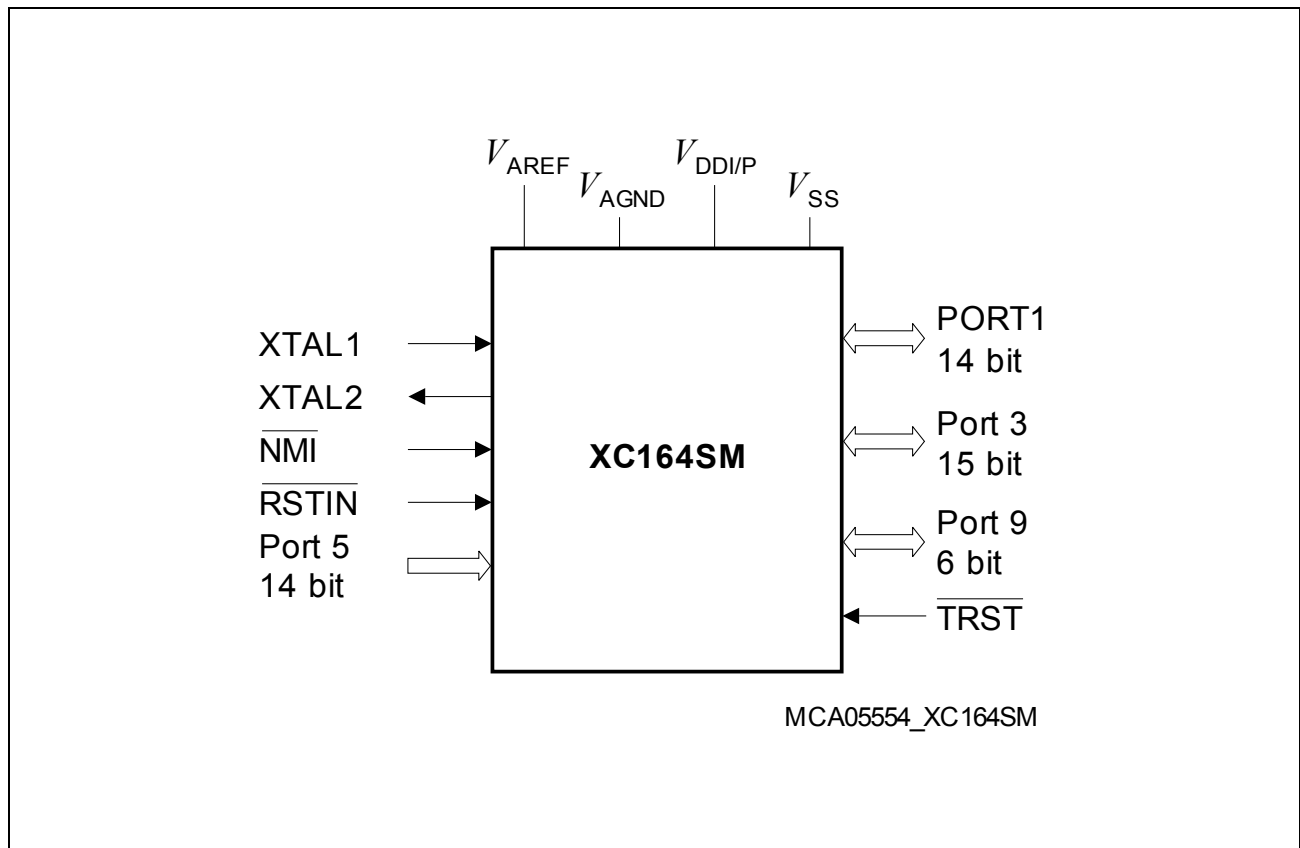 VAREF
VAGND
VDDI/P
VSS
XTAL1
XTAL2
NMI
RSTIN
Port 5
14 bit
XC164SM
PORT1
14 bit
Port 3
15 bit
Port 9
6 bit
TRST
MCA05554_XC164SM